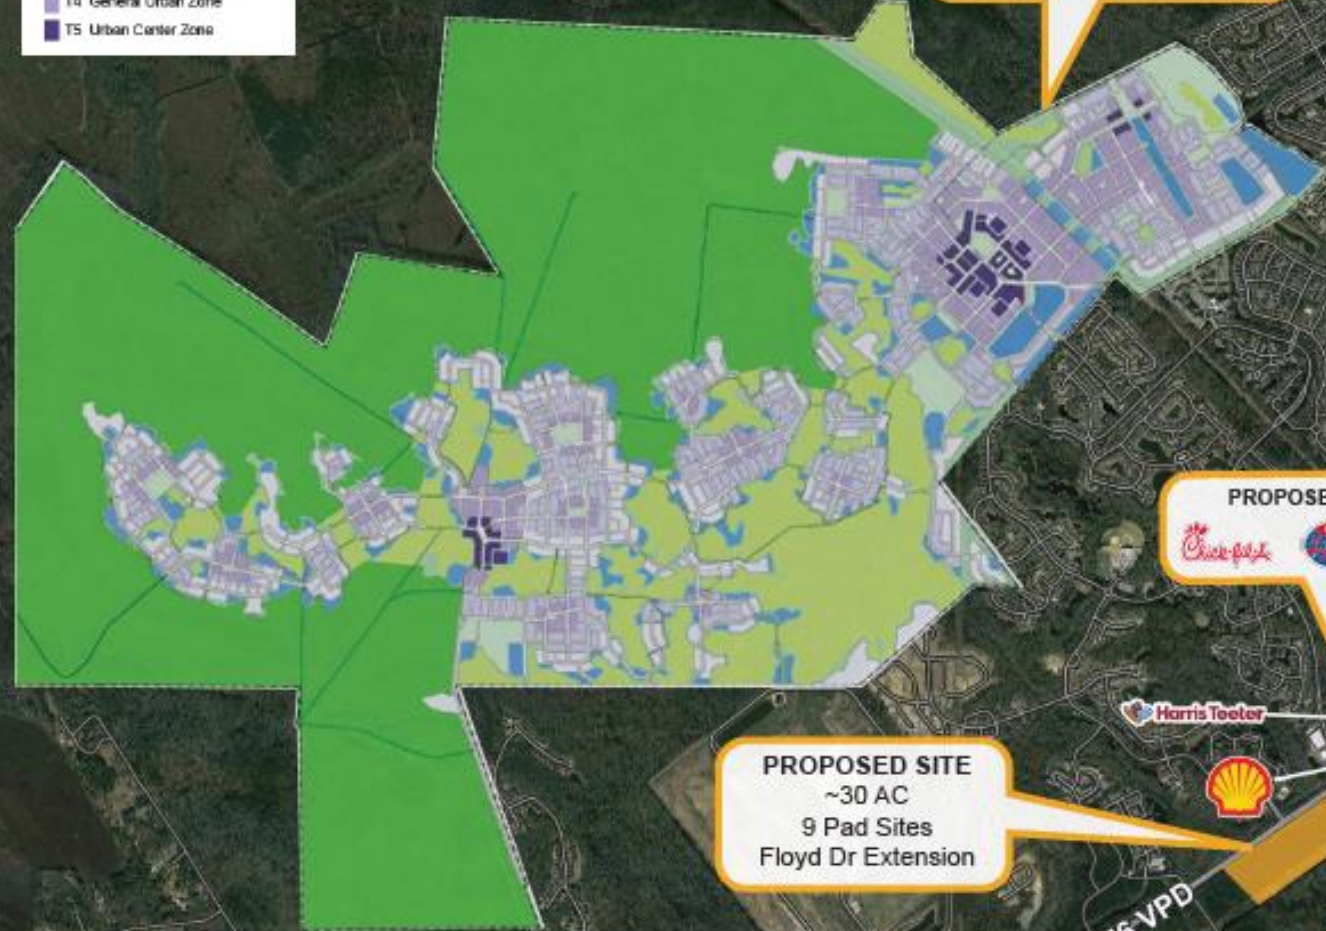 T4 General Urban Zone
T5 Urban Center Zone
PROPOSE
Chick-fil-A
Harris Teeter
PROPOSED SITE
~30 AC
9 Pad Sites
Floyd Dr Extension
VPD